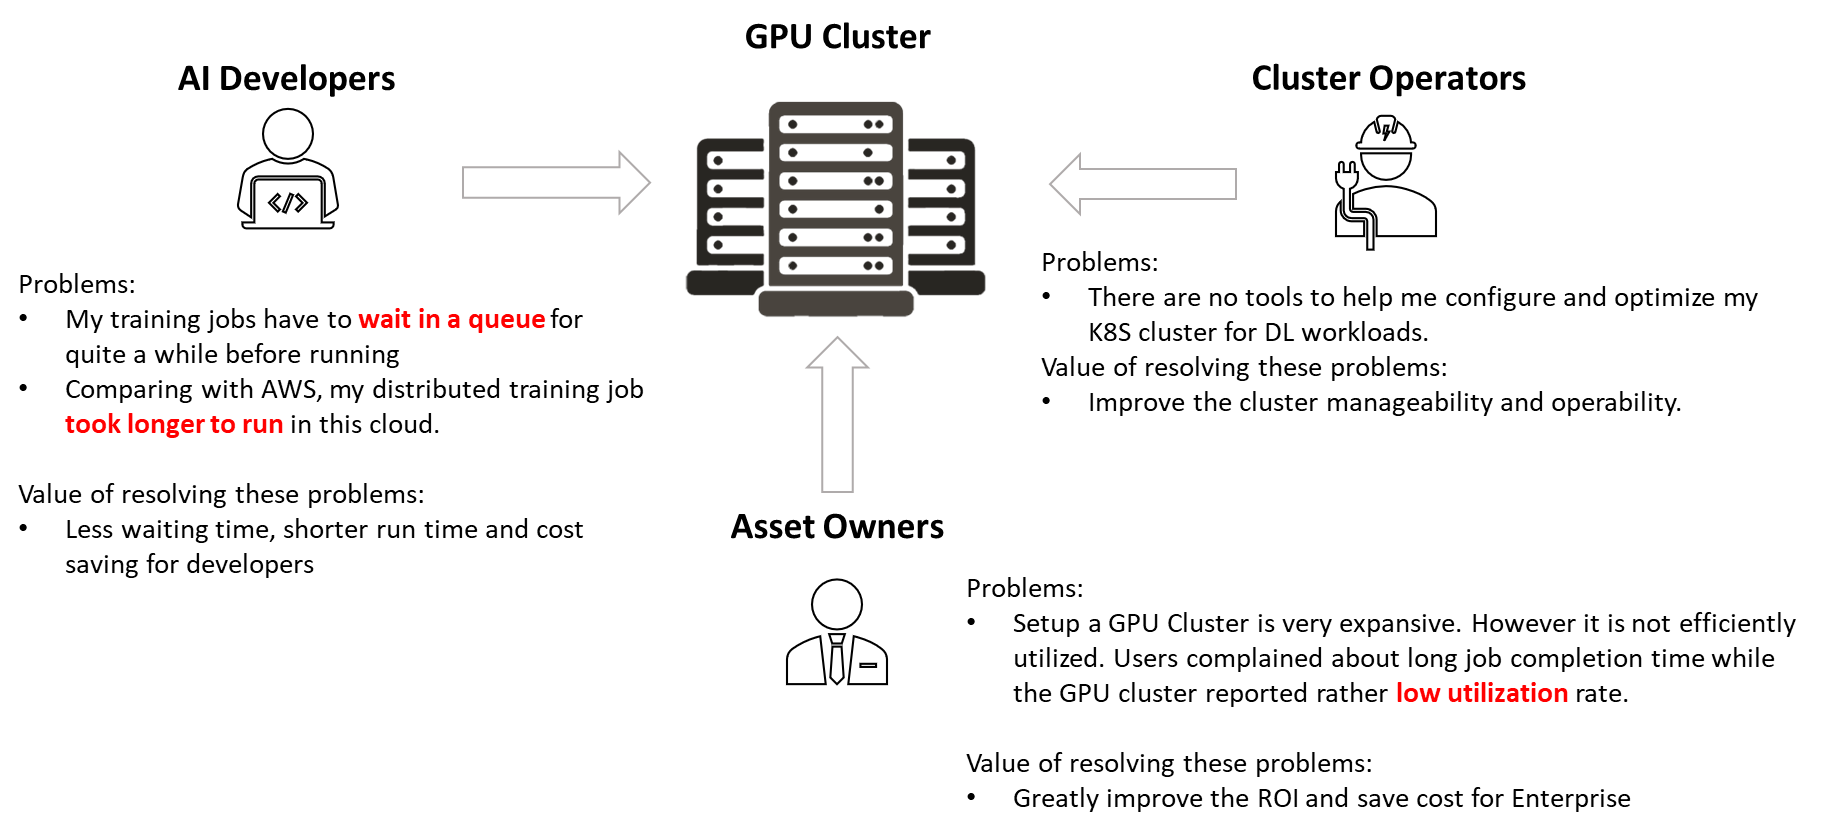 GPU Cluster
AI Developers
Cluster Operators
</>
Problems:
• My training jobs have to wait in a queue for
quite a while before running
• Comparing with AWS, my distributed training job
took longer to run in this cloud.
Value of resolving these problems:
• Less waiting time, shorter run time and cost
saving for developers
Problems:
• There are no tools to help me configure and optimize my
K8S cluster for DL workloads.
Value of resolving these problems:
• Improve the cluster manageability and operability.
Asset Owners
Problems:
• Setup a GPU Cluster is very expansive. However it is not efficiently
utilized. Users complained about long job completion time while
the GPU cluster reported rather low utilization rate.
Value of resolving these problems:
• Greatly improve the ROI and save cost for Enterprise